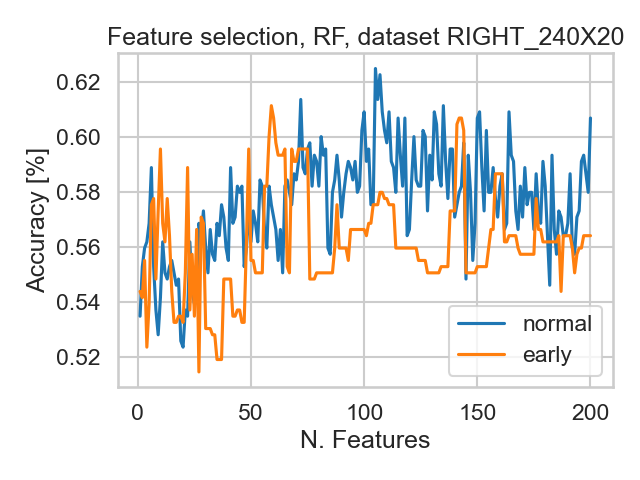 Feature selection, RF, dataset RIGHT_240X20
Accuracy [%]
0.62
0.60
0.58
0.56
0.54
0.52
0
50
100
150
200
N. Features
normal
early